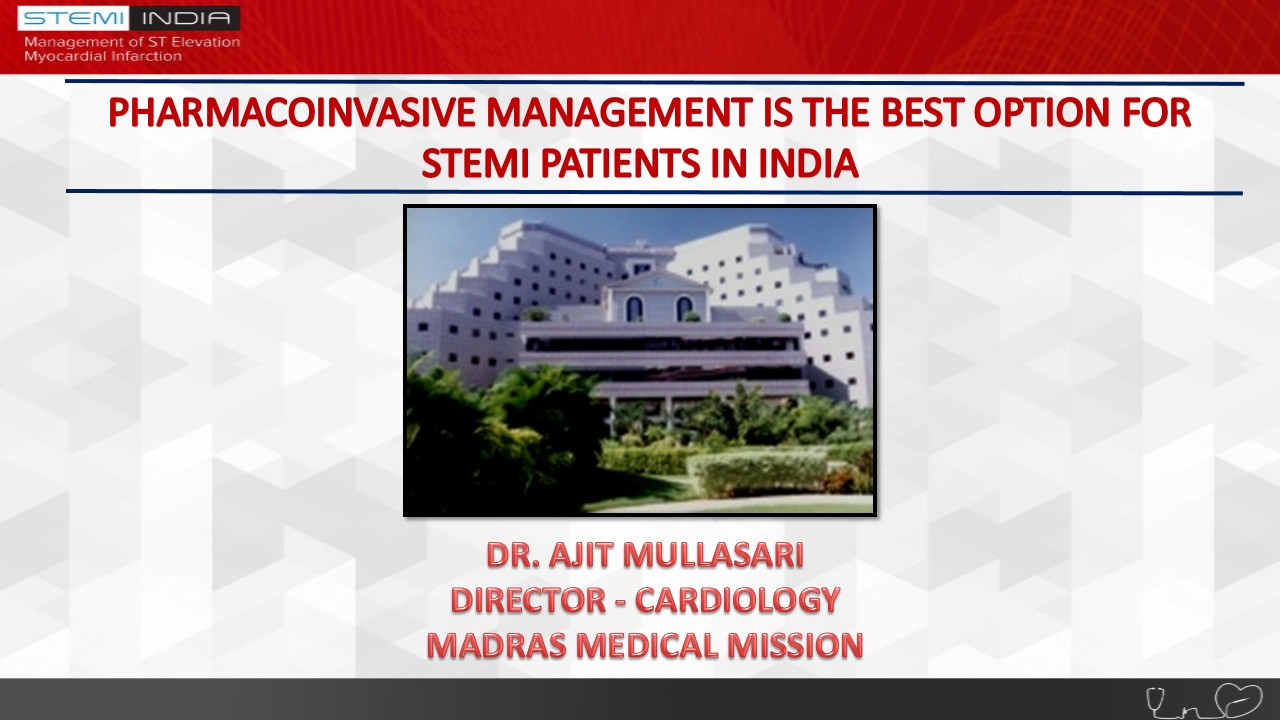 STEMI INDIA
Management of ST Elevation
Myocardial Infarction
PHARMACOINVASIVE MANAGEMENT IS THE BEST OPTION FOR
STEMI PATIENTS IN INDIA
DR. AJIT MULLASARI
DIRECTOR - CARDIOLOGY
MADRAS MEDICAL MISSION